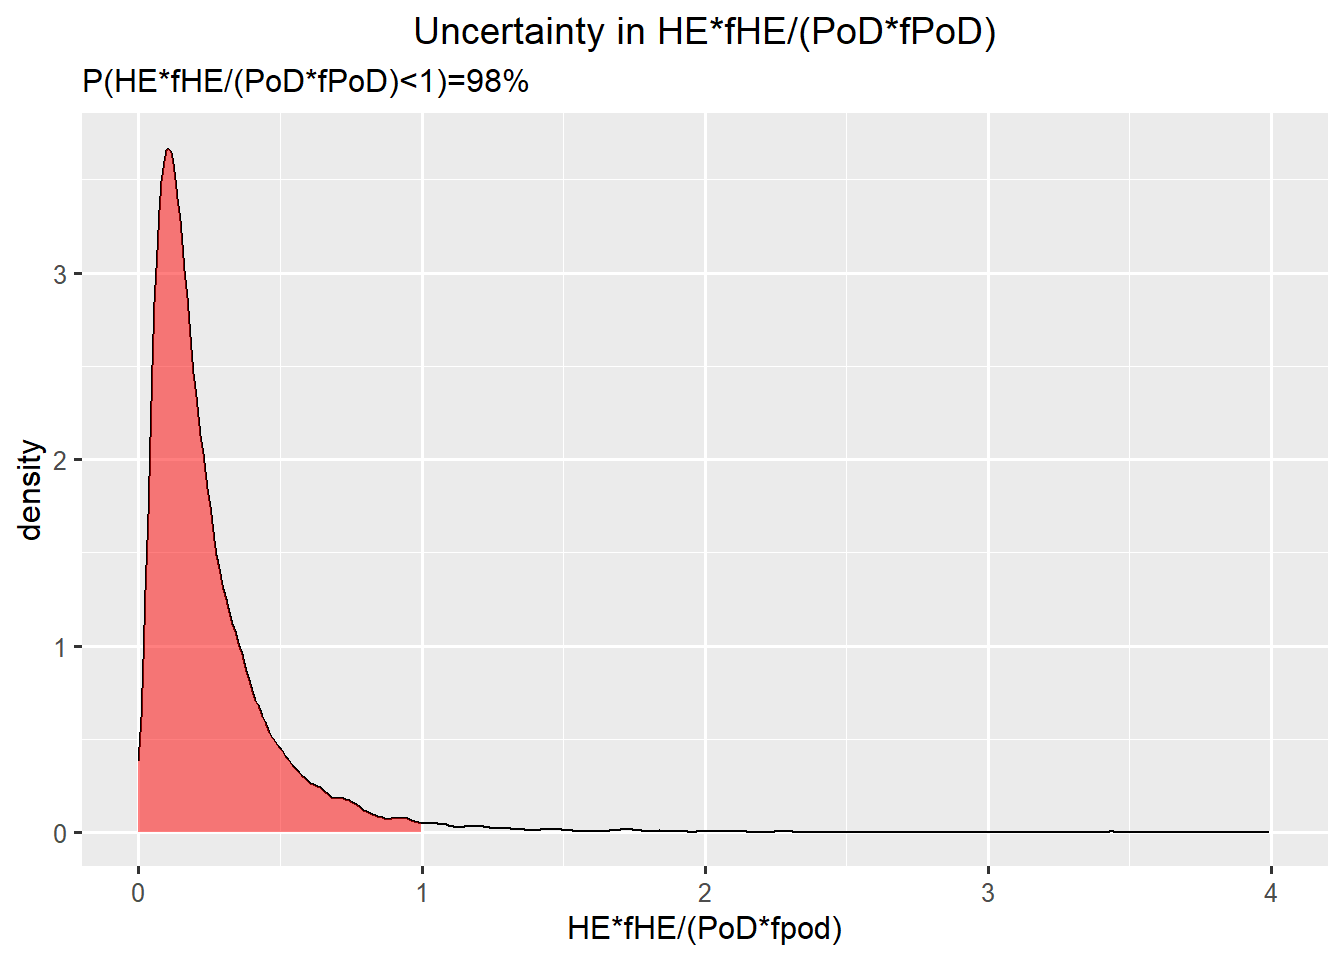 Uncertainty in HE*fHE/(PoD*fPoD)
P(HE*fHE/(PoD*fPoD)<1)=98%
3
2
1
0
density
0 1 2 3 4
HE*fHE/(PoD*fpod)